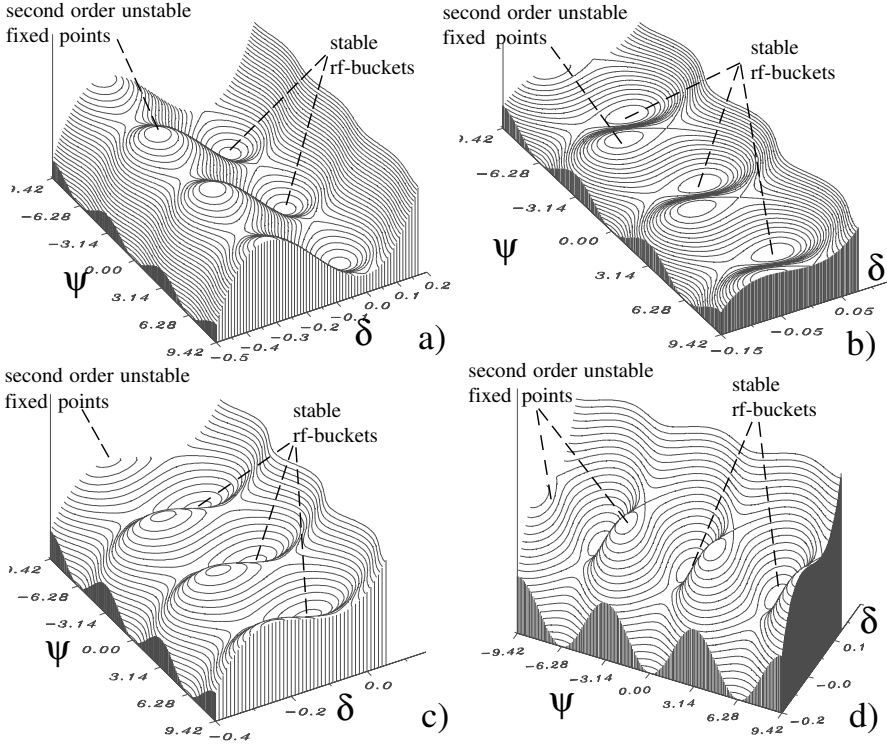 second order unstable
fixed points
stable
rf-buckets
9.42
-6.28
-3.14
0.00
3.14
6.28
9.42
ψ
-0.5
-0.4
-0.3
-0.2
-0.1
0.0
0.1
0.2
δ
a)
second order unstable
fixed points
stable
rf-buckets
9.42
-6.28
-3.14
0.00
3.14
6.28
9.42
ψ
-0.15
-0.05
0.05
δ
b)
second order unstable
fixed points
stable
rf-buckets
9.42
-6.28
-3.14
0.00
3.14
6.28
9.42
ψ
-0.4
-0.2
0.0
δ
c)
second order unstable
fixed points
stable
rf-buckets
-9.42
-6.28
-3.14
0.00
3.14
6.28
9.42
ψ
-0.2
-0.0
0.1
δ
d)